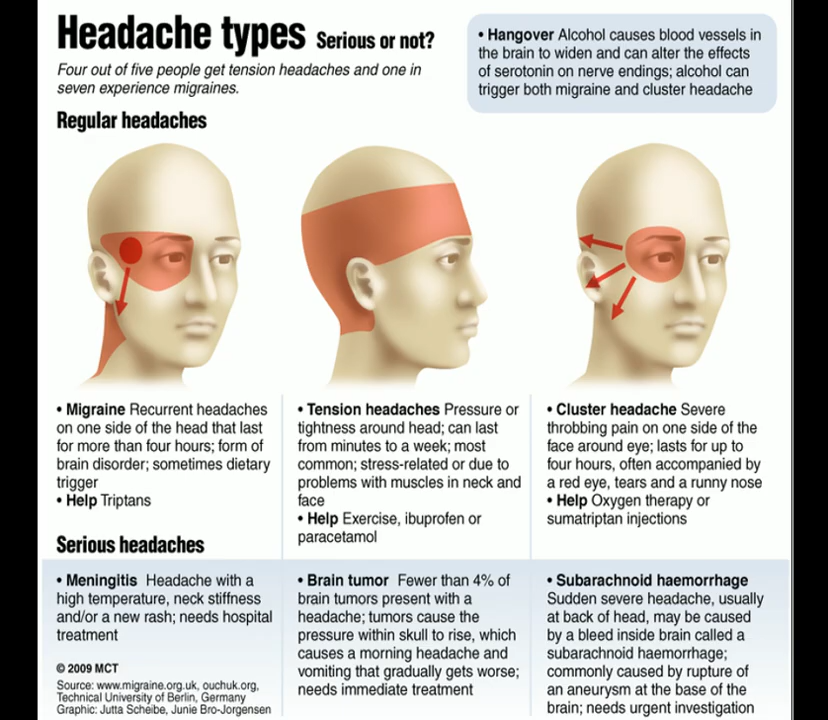 Headache types Serious or not?
Four out of five people get tension headaches and one in
seven experience migraines.
• Hangover Alcohol causes blood vessels in
the brain to widen and can alter the effects
of serotonin on nerve endings; alcohol can
trigger both migraine and cluster headache
Regular headaches
• Migraine Recurrent headaches
on one side of the head that last
for more than four hours; form of
brain disorder; sometimes dietary
trigger
• Help Triptans
• Tension headaches Pressure or
tightness around head; can last
from minutes to a week; most
common; stress-related or due to
problems with muscles in neck and
face
• Help Exercise, ibuprofen or
paracetamol
• Cluster headache Severe
throbbing pain on one side of the
face around eye; lasts for up to
four hours, often accompanied by
a red eye, tears and a runny nose
• Help Oxygen therapy or
sumatriptan injections
Serious headaches
• Meningitis Headache with a
high temperature, neck stiffness
and/or a new rash; needs hospital
treatment
• Brain tumor Fewer than 4% of
brain tumors present with a
headache; tumors cause the
pressure within skull to rise, which
causes a morning headache and
vomiting that gradually gets worse;
needs immediate treatment
• Subarachnoid haemorrhage
Sudden severe headache, usually
at back of head, may be caused
by a bleed inside brain called a
subarachnoid haemorrhage;
commonly caused by rupture of
an aneurysm at the base of the
brain; needs urgent investigation
© 2009 MCT
Source: www.migraine.org.uk, ouchuk.org,
Technical University of Berlin, Germany
Graphic: Jutta Scheibe, Junie Bro-Jorgensen